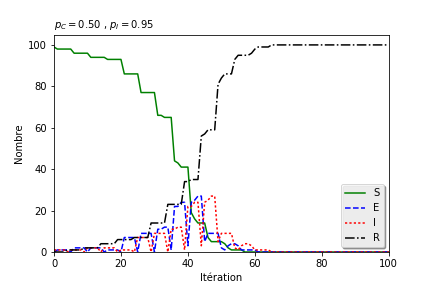 p_C = 0.50 , p_I = 0.95
100
80
60
40
20
0
Nombre
0 20 40 60 80 100
Itération
S
E
I
R